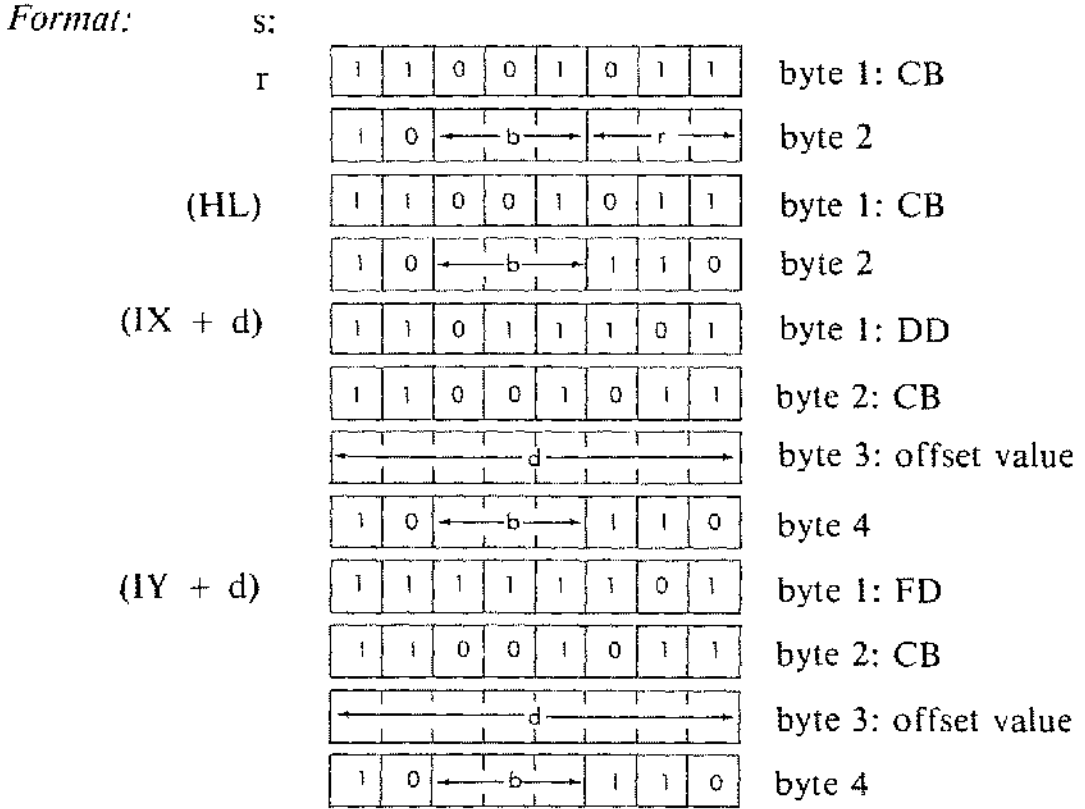 Format: s:
r 1 1 0 0 1 0 1 1 byte 1: CB
1 0 b r byte 2
(HL) 1 1 0 0 1 0 1 1 byte 1: CB
1 0 b 1 1 0 byte 2
(IX + d) 1 1 0 1 1 1 0 1 byte 1: DD
1 1 0 0 1 0 1 1 byte 2: CB
d byte 3: offset value
1 0 b 1 1 0 byte 4
(IY + d) 1 1 1 1 1 1 0 1 byte 1: FD
1 1 0 0 1 0 1 1 byte 2: CB
d byte 3: offset value
1 0 b 1 1 0 byte 4